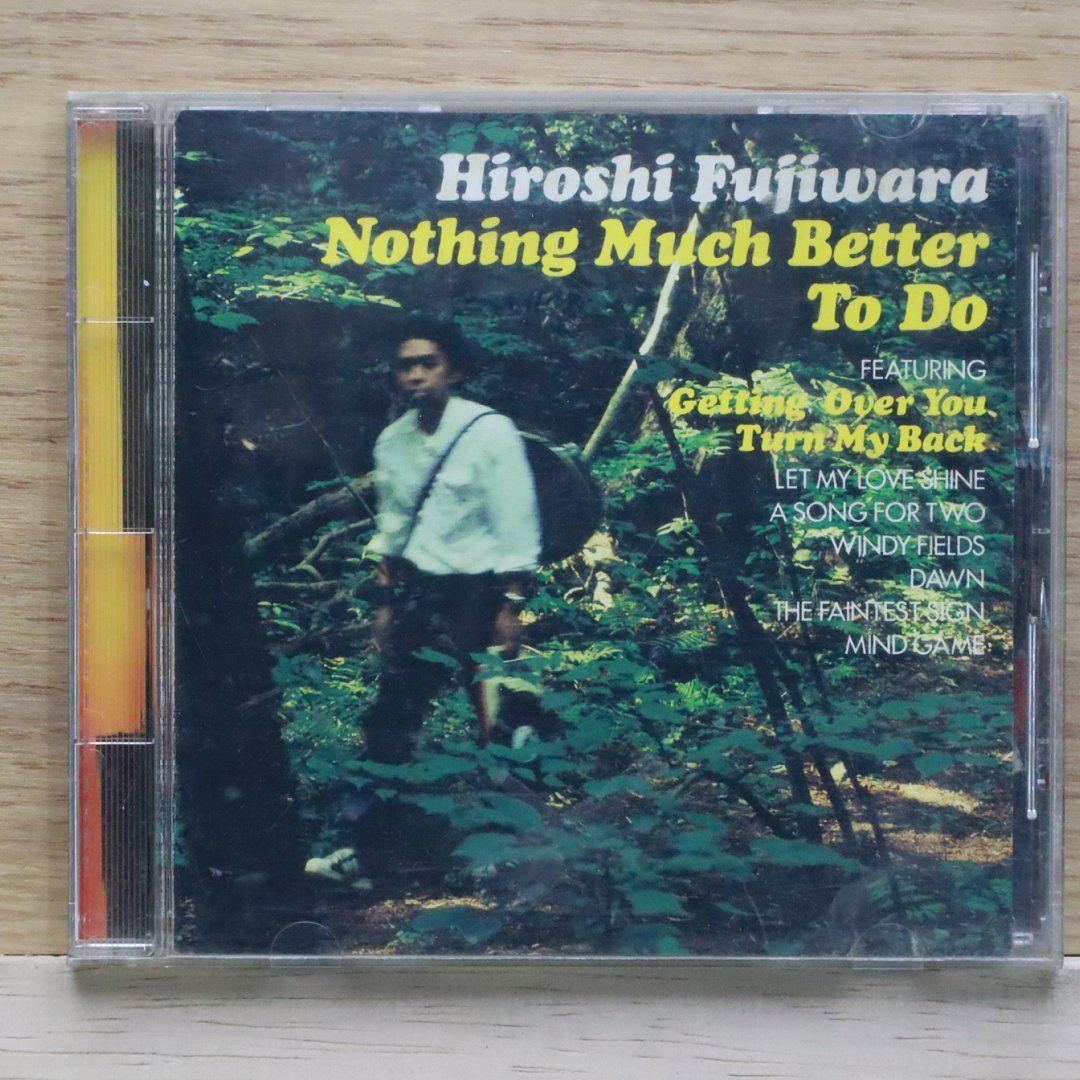 Hiroshi Fujiwara
Nothing Much Better
To Do
FEATURING
Getting Over You
Turn My Back
LET MY LOVE SHINE
A SONG FOR TWO
WINDY FIELDS
DAWN
THE FAINTEST SIGN
MIND GAME